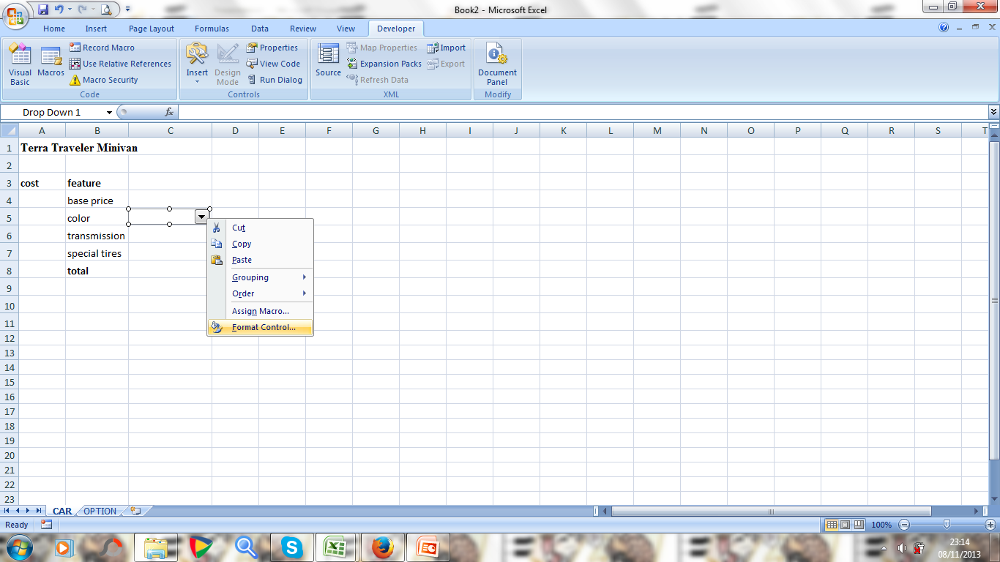 Book2 - Microsoft Excel
Home Insert Page Layout Formulas Data Review View Developer
Visual Basic
Macros
Record Macro
Use Relative References
Macro Security
Code
Insert
Design Mode
Properties
View Code
Run Dialog
Controls
Source
Map Properties
Expansion Packs
Refresh Data
Import
Export
XML
Document Panel
Modify
Drop Down 1 fx
A B C D E F G H I J K L M N O P Q R S T
1 Terra Traveler Minivan
2
3 cost feature
4 base price
5 color
6 transmission
7 special tires
8 total
9
10
11
12
13
14
15
16
17
18
19
20
21
22
23
Cut
Copy
Paste
Grouping
Order
Assign Macro...
Format Control...
CAR OPTION
Ready 100%
23:14
08/11/2013